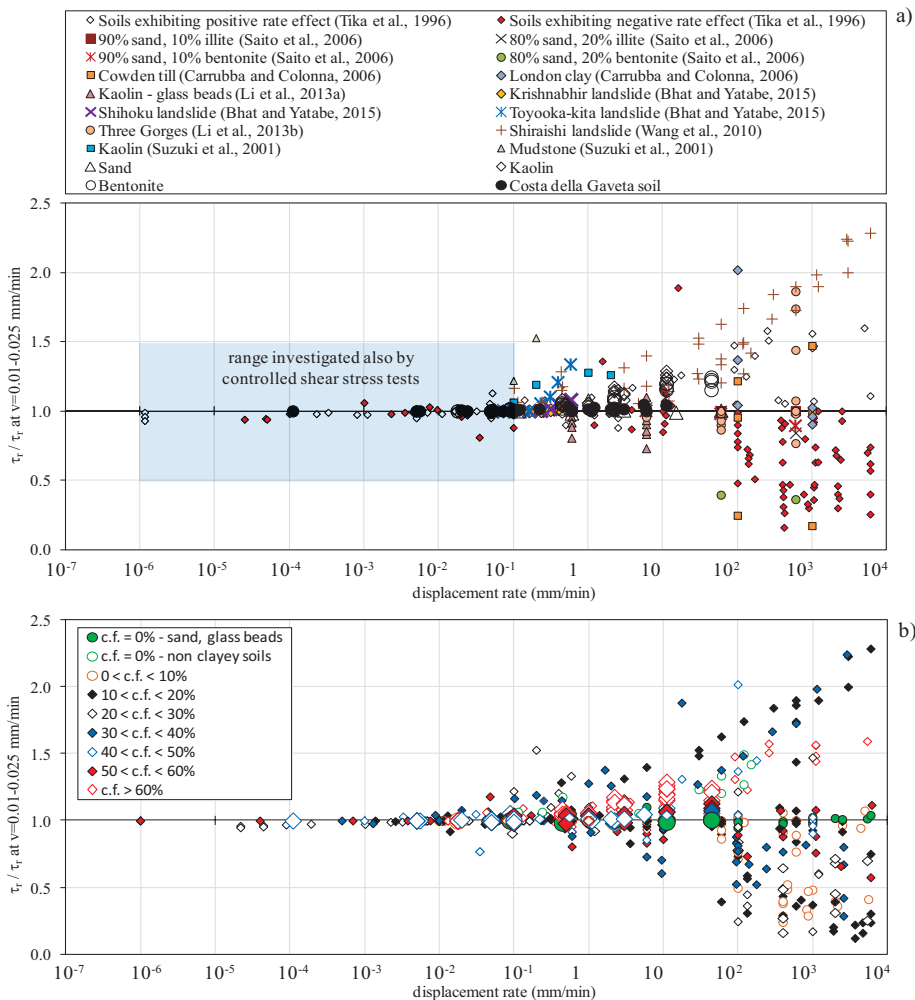 a)
Soils exhibiting positive rate effect (Tika et al., 1996)
Soils exhibiting negative rate effect (Tika et al., 1996)
90% sand, 10% illite (Saito et al., 2006)
80% sand, 20% illite (Saito et al., 2006)
90% sand, 10% bentonite (Saito et al., 2006)
80% sand, 20% bentonite (Saito et al., 2006)
Cowden till (Carrubba and Colonna, 2006)
London clay (Carrubba and Colonna, 2006)
Kaolin - glass beads (Li et al., 2013a)
Krishnabhir landslide (Bhat and Yatabe, 2015)
Shihoku landslide (Bhat and Yatabe, 2015)
Toyooka-kita landslide (Bhat and Yatabe, 2015)
Three Gorges (Li et al., 2013b)
Shiraishi landslide (Wang et al., 2010)
Kaolin (Suzuki et al., 2001)
Mudstone (Suzuki et al., 2001)
Sand
Kaolin
Bentonite
Costa della Gaveta soil
2.5
2.0
1.5
1.0
0.5
0.0
τr / τr at v=0.01-0.025 mm/min
range investigated also by
controlled shear stress tests
10-7 10-6 10-5 10-4 10-3 10-2 10-1 1 10 102 103 104
displacement rate (mm/min)
b)
2.5
2.0
1.5
1.0
0.5
0.0
τr / τr at v=0.01-0.025 mm/min
c.f. = 0% - sand, glass beads
c.f. = 0% - non clayey soils
0 < c.f. < 10%
10 < c.f. < 20%
20 < c.f. < 30%
30 < c.f. < 40%
40 < c.f. < 50%
50 < c.f. < 60%
c.f. > 60%
10-7 10-6 10-5 10-4 10-3 10-2 10-1 1 10 102 103 104
displacement rate (mm/min)